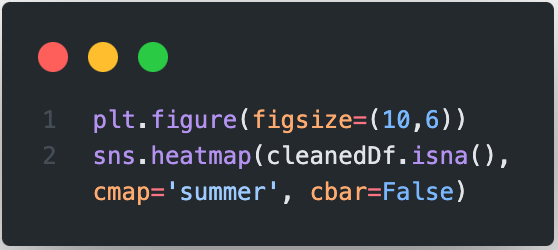 1 plt.figure(figsize=(10,6))
2 sns.heatmap(cleanedDf.isna(),
cmap='summer', cbar=False)